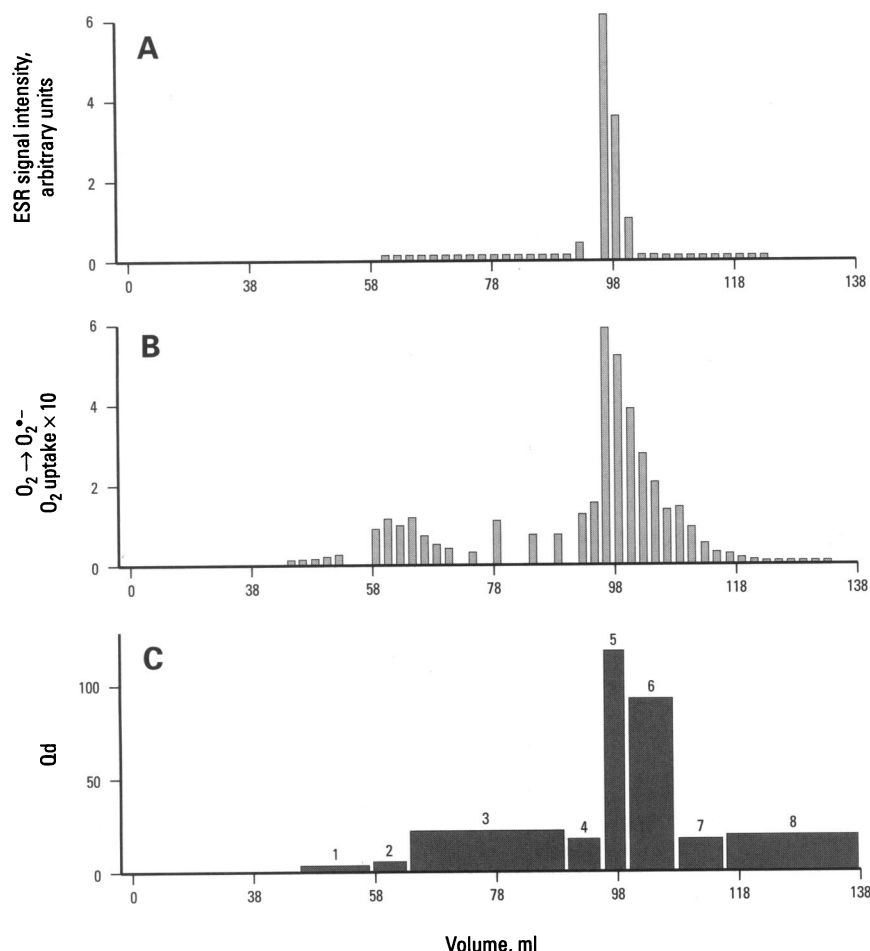 A
ESR signal intensity,
arbitrary units
6
4
2
0
0 38 58 78 98 118 138
B
O₂ → O₂•−
O₂ uptake × 10
6
4
2
0
0 38 58 78 98 118 138
C
Qd
100
50
0
1 2 3 4 5 6 7 8
0 38 58 78 98 118 138
Volume, ml